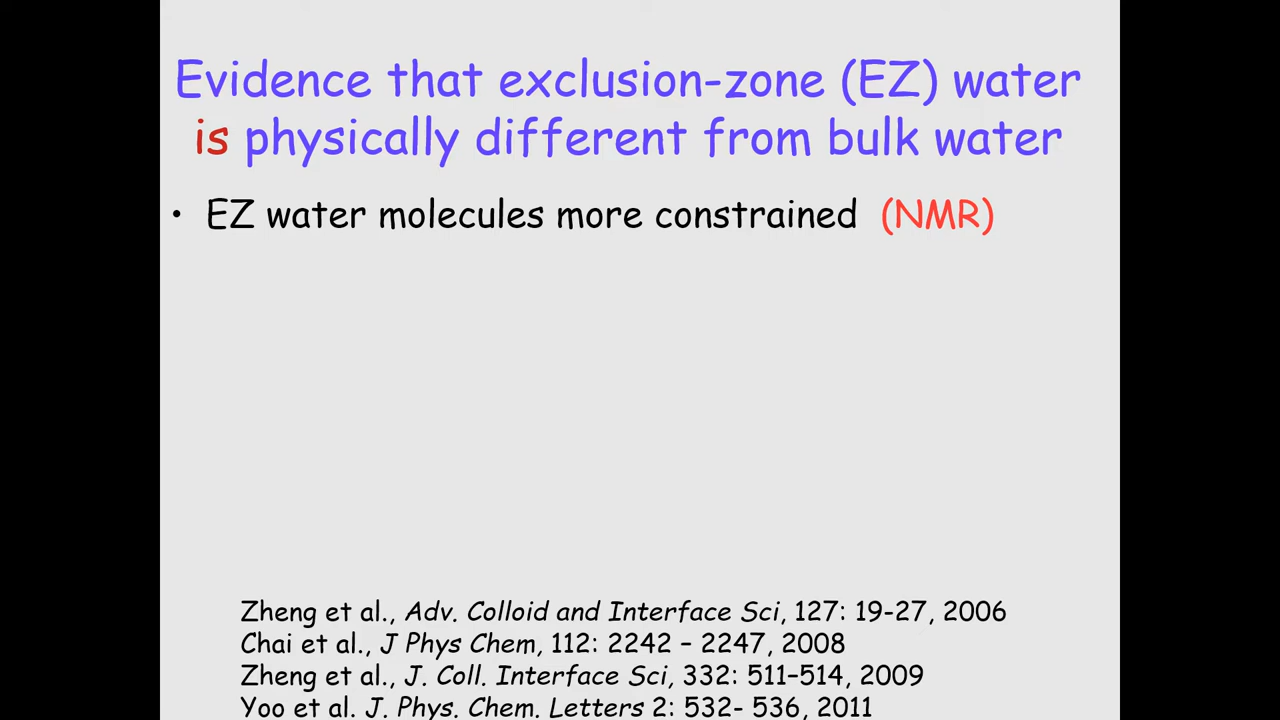 Evidence that exclusion-zone (EZ) water
is physically different from bulk water
• EZ water molecules more constrained (NMR)
Zheng et al., Adv. Colloid and Interface Sci, 127: 19-27, 2006
Chai et al., J Phys Chem, 112: 2242 – 2247, 2008
Zheng et al., J. Coll. Interface Sci, 332: 511–514, 2009
Yoo et al. J. Phys. Chem. Letters 2: 532- 536, 2011